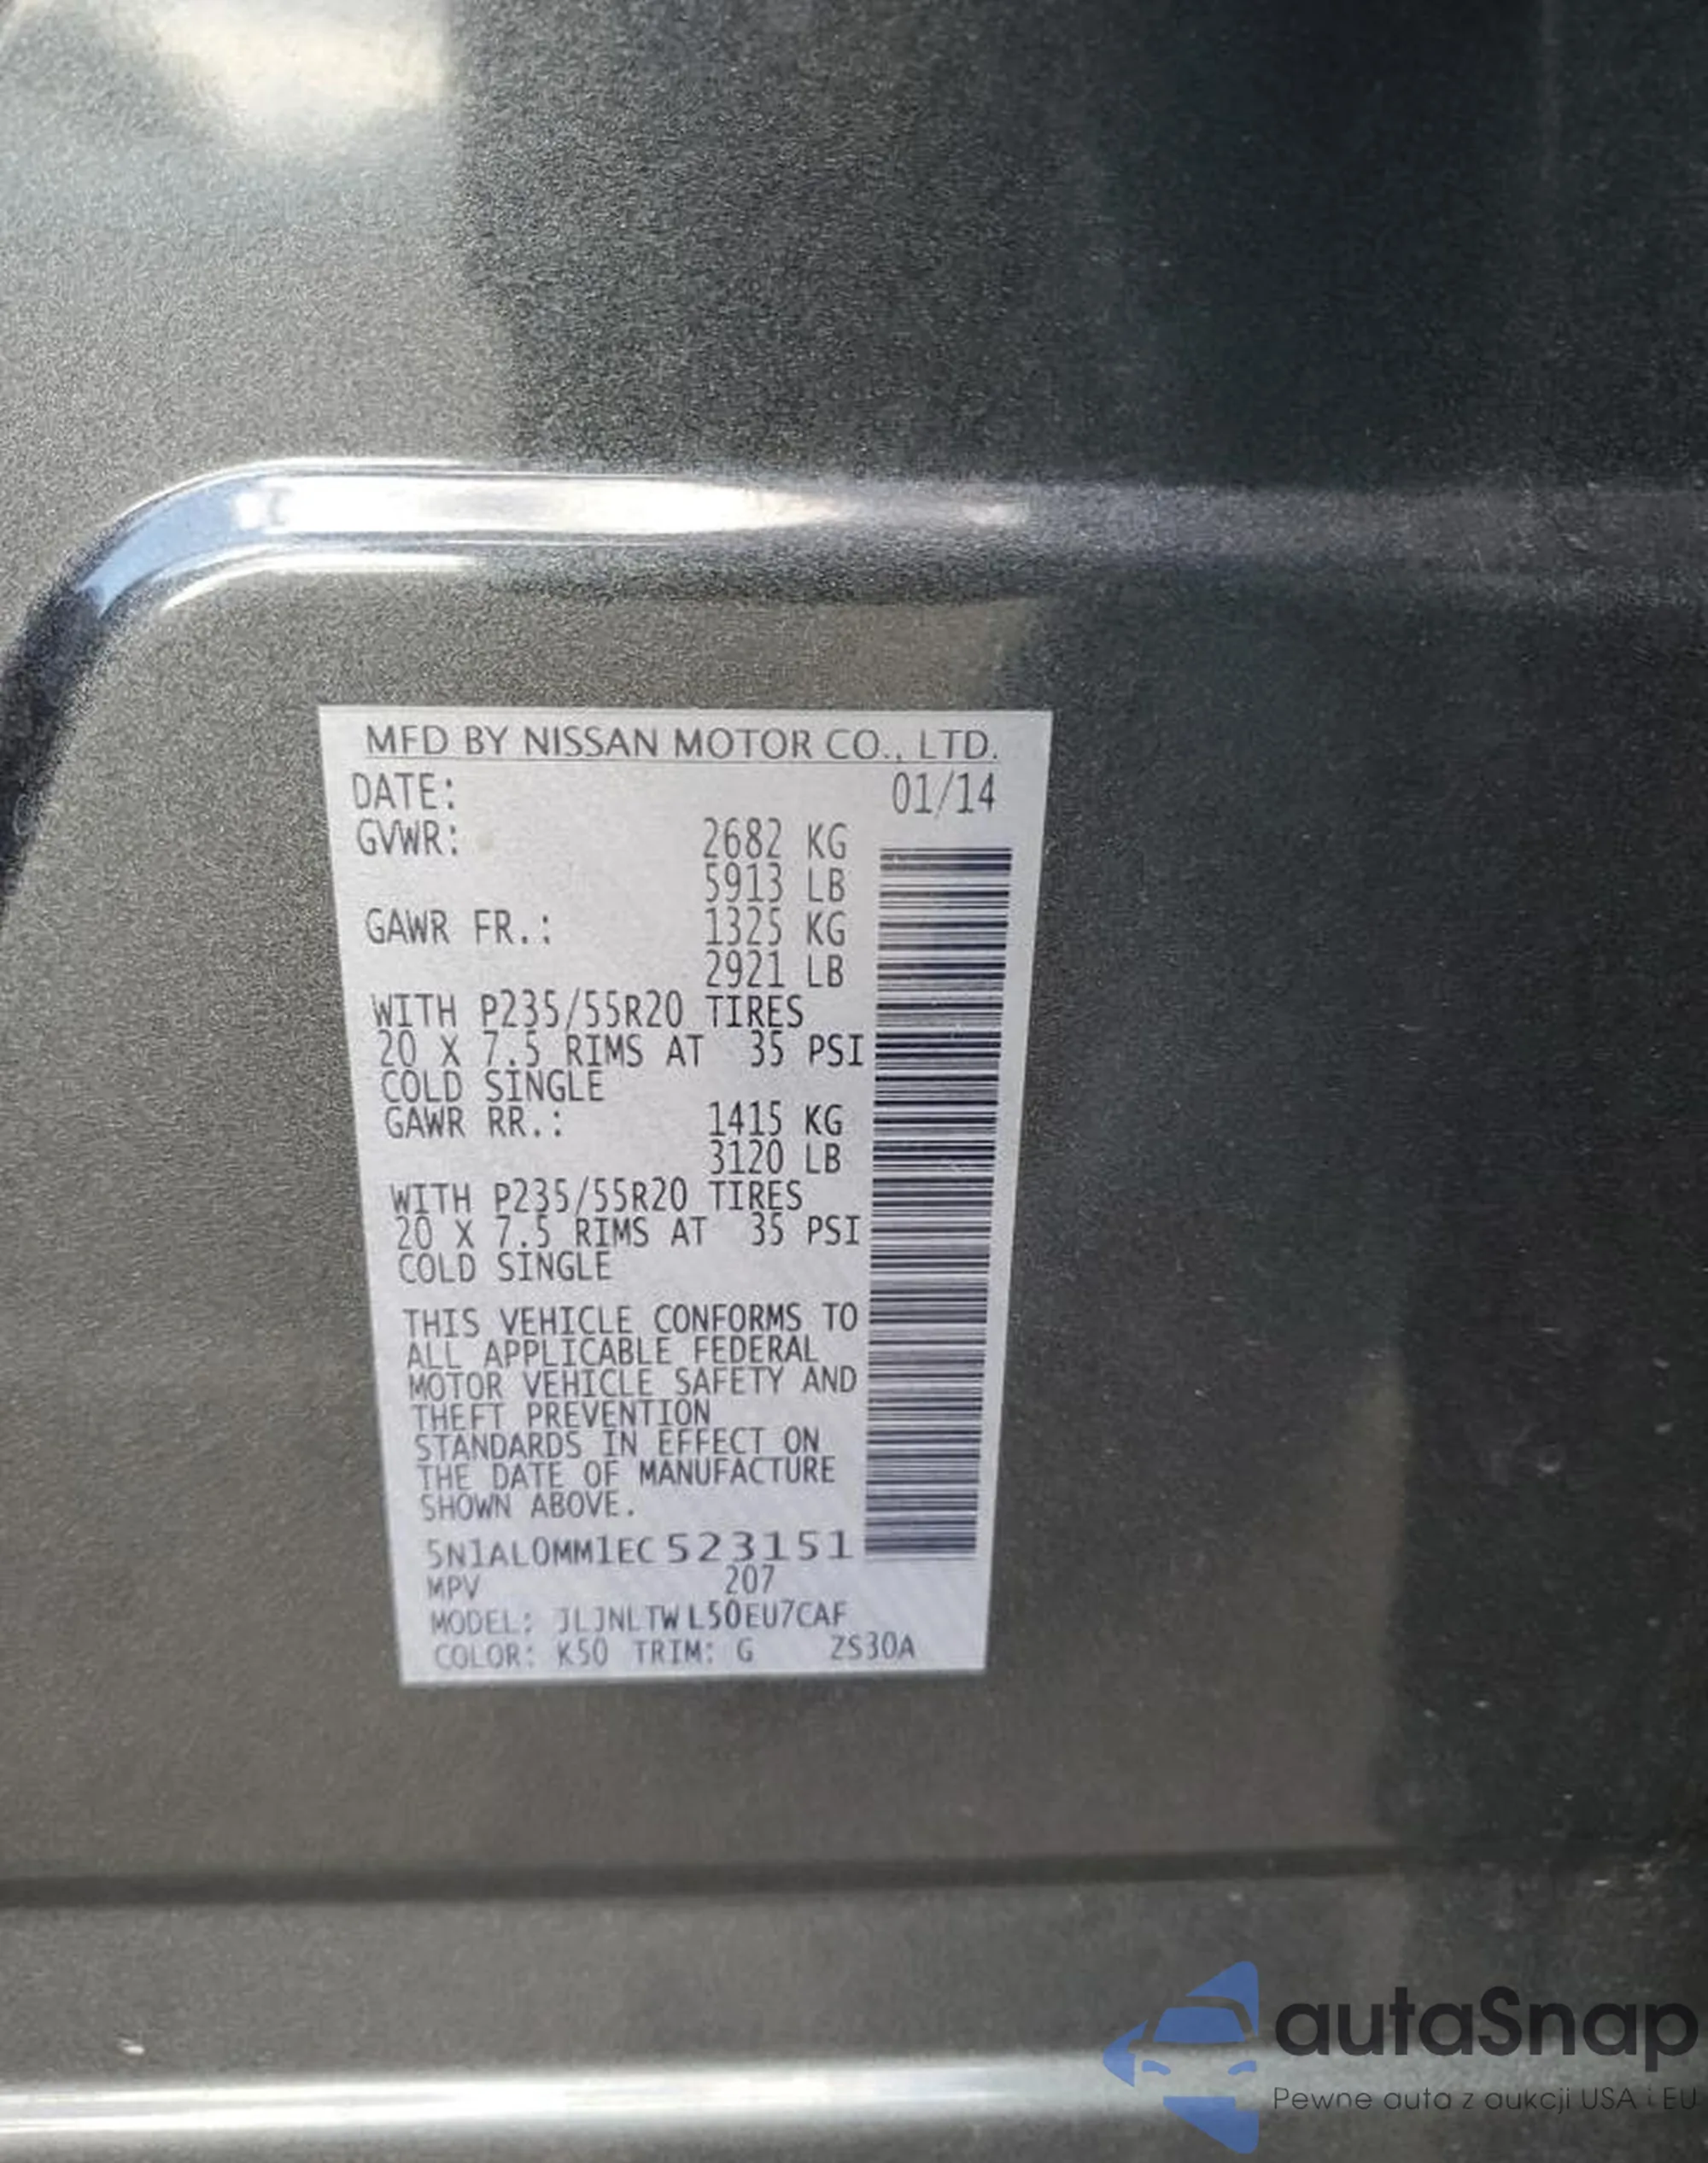 MFD BY NISSAN MOTOR CO., LTD.
DATE: 01/14
GVWR: 2682 KG
5913 LB
GAWR FR.: 1325 KG
2921 LB
WITH P235/55R20 TIRES
20 X 7.5 RIMS AT 35 PSI
COLD SINGLE
GAWR RR.: 1415 KG
3120 LB
WITH P235/55R20 TIRES
20 X 7.5 RIMS AT 35 PSI
COLD SINGLE
THIS VEHICLE CONFORMS TO
ALL APPLICABLE FEDERAL
MOTOR VEHICLE SAFETY AND
THEFT PREVENTION
STANDARDS IN EFFECT ON
THE DATE OF MANUFACTURE
SHOWN ABOVE.
5N1AL0MM1EC523151
MPV 207
MODEL: JLJNLTWL50EU7CAF
COLOR: K50 TRIM: G ZS30A
autaSnap
Pewne auta z aukcji USA i EU